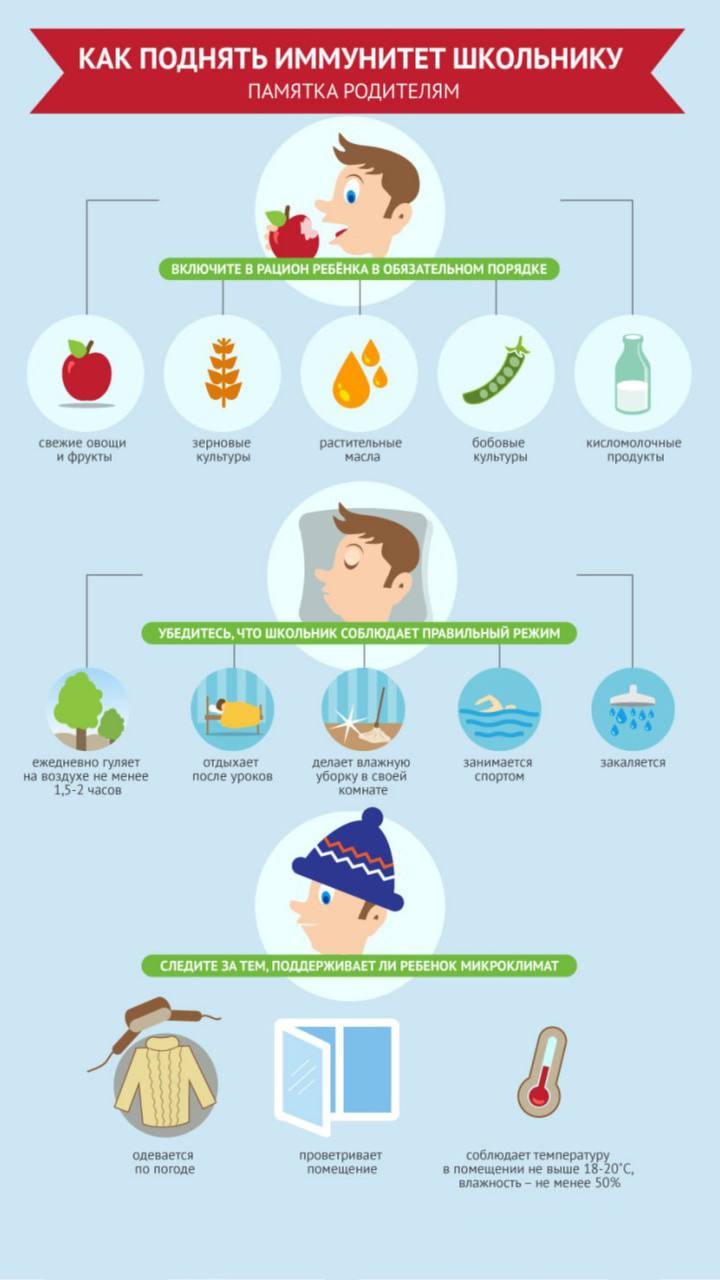 КАК ПОДНЯТЬ ИММУНИТЕТ ШКОЛЬНИКУ
ПАМЯТКА РОДИТЕЛЯМ
ВКЛЮЧИТЕ В РАЦИОН РЕБЁНКА В ОБЯЗАТЕЛЬНОМ ПОРЯДКЕ
свежие овощи
и фрукты
зерновые
культуры
растительные
масла
бобовые
культуры
кисломолочные
продукты
УБЕДИТЕСЬ, ЧТО ШКОЛЬНИК СОБЛЮДАЕТ ПРАВИЛЬНЫЙ РЕЖИМ
ежедневно гуляет
на воздухе не менее
1,5-2 часов
отдыхает
после уроков
делает влажную
уборку в своей
комнате
занимается
спортом
закаляется
СЛЕДИТЕ ЗА ТЕМ, ПОДДЕРЖИВАЕТ ЛИ РЕБЕНОК МИКРОКЛИМАТ
одевается
по погоде
проветривает
помещение
соблюдает температуру
в помещении не выше 18-20˚С,
влажность – не менее 50%